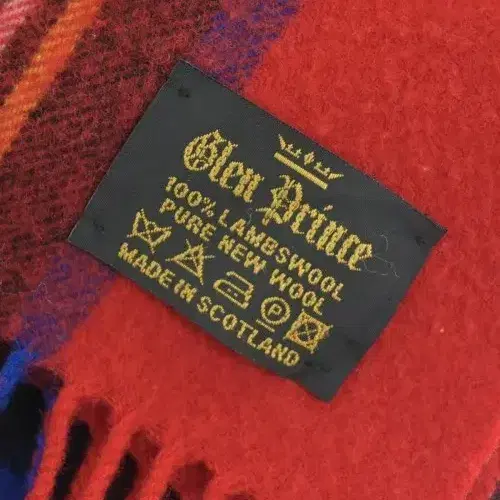 Glen Prince
100% LAMBSWOOL
PURE NEW WOOL
P
MADE IN SCOTLAND